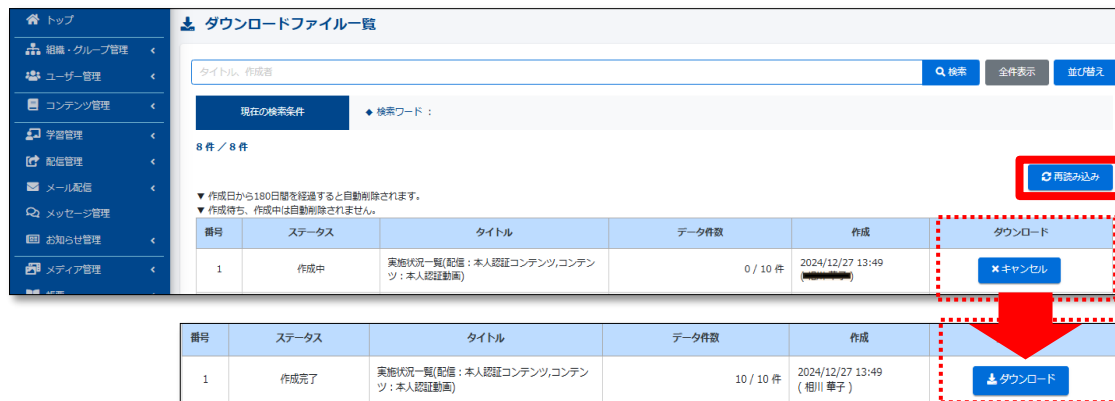 トップ
ダウンロードファイル一覧
組織・グループ管理
ユーザー管理
タイトル、作成者
検索
全件表示
並び替え
コンテンツ管理
現在の検索条件
◆ 検索ワード ：
学習管理
8 件 ／ 8 件
配信管理
再読み込み
メール配信
▼ 作成日から180日間を経過すると自動削除されます。
▼ 作成待ち、作成中は自動削除されません。
メッセージ管理
番号 ステータス タイトル データ件数 作成 ダウンロード
お知らせ管理
1 作成中 実施状況一覧(配信：本人認証コンテンツ,コンテン
ツ：本人認証動画)
0 / 10 件 2024/12/27 13:49
×キャンセル
メディア管理
番号 ステータス タイトル データ件数 作成
1 作成完了 実施状況一覧(配信：本人認証コンテンツ,コンテン
ツ：本人認証動画)
10 / 10 件 2024/12/27 13:49
( 相川 華子 )
ダウンロード